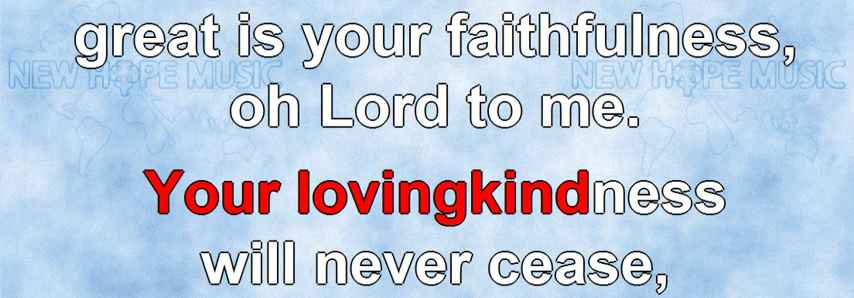 great is your faithfulness,
NEW HOPE MUSIC NEW HOPE MUSIC
oh Lord to me.
Your lovingkindness
will never cease,